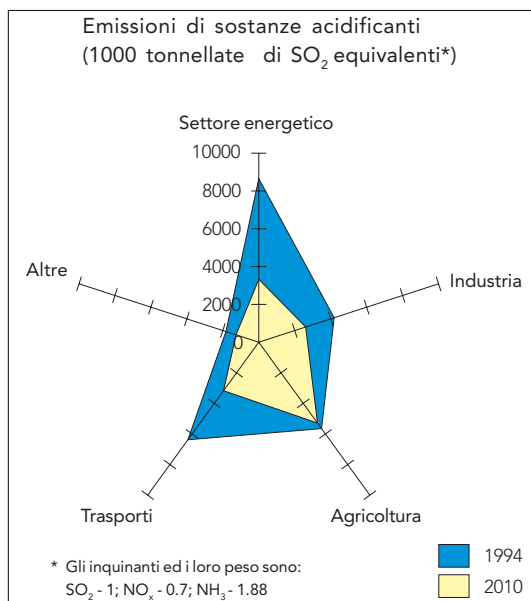 Emissioni di sostanze acidificanti
(1000 tonnellate di SO₂ equivalenti*)
Settore energetico
10000
8000
6000
4000
2000
0
Altre
Industria
Trasporti
Agricoltura
* Gli inquinanti ed i loro peso sono:
SO₂ - 1; NOₓ - 0.7; NH₃ - 1.88
1994
2010